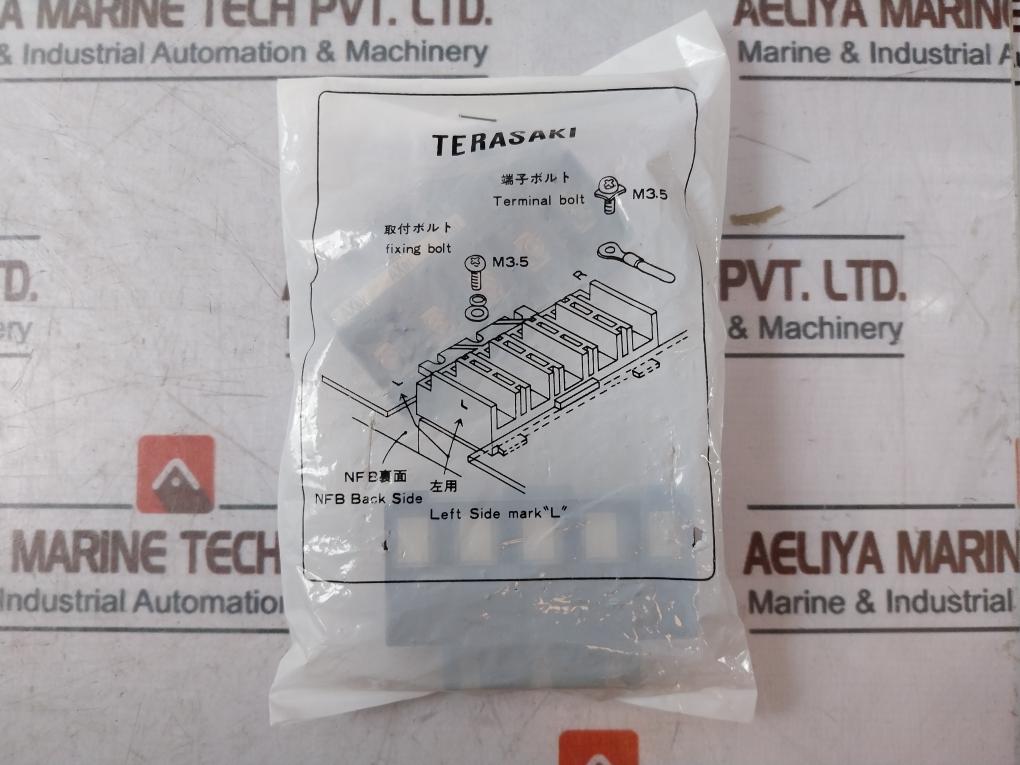 A MARINE TECH PVT. LTD.
& Industrial Automation & Machinery
AELIYA MARIN
Marine & Industrial A
TERASAKI
端子ボルト
Terminal bolt
M3.5
取付ボルト
fixing bolt
M3.5
R
L
L
NFB裏面
NFB Back Side
左用
Left Side mark"L"
D.
ery
PVT. LTD.
& Machinery
MARINE TECH
Industrial Automation
AELIYA MARIN
Marine & Industrial